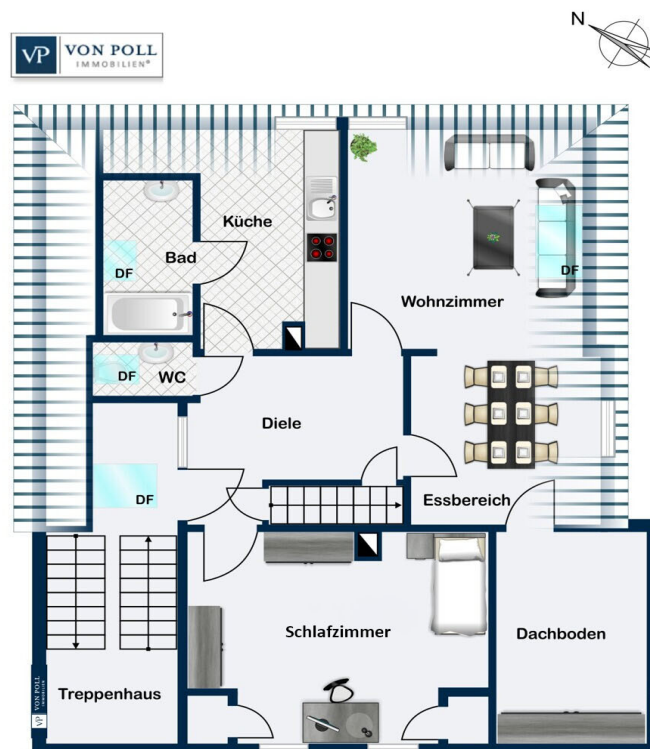 N
VP VON POLL
IMMOBILIEN®
Küche
Bad
DF
DF
Wohnzimmer
WC
DF
Diele
DF
Essbereich
Schlafzimmer
Dachboden
Treppenhaus
VP VON POLL
IMMOBILIEN